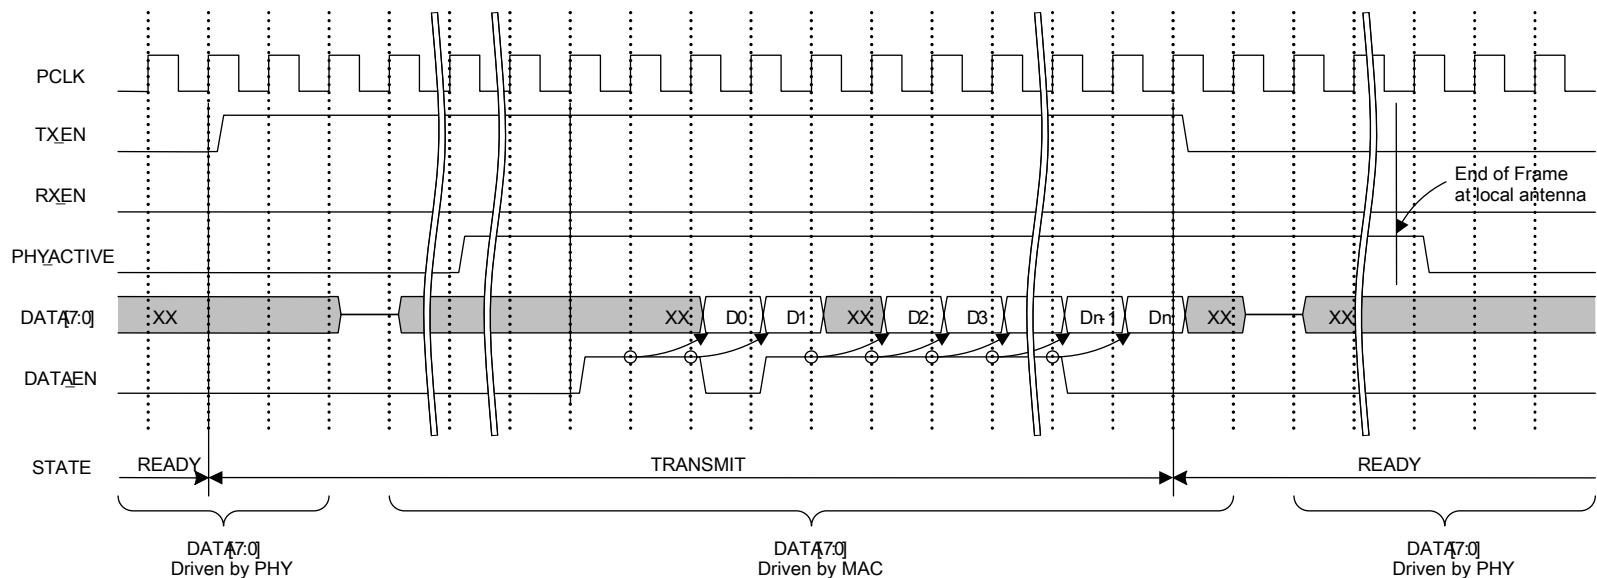 PCLK
TX_EN
RX_EN
End of Frame
at local antenna
PHY_ACTIVE
DATA[7:0] XX XX D0 D1 XX D2 D3 Dn-1 Dn XX XX
DATA_EN
STATE READY TRANSMIT READY
DATA[7:0] DATA[7:0] DATA[7:0]
Driven by PHY Driven by MAC Driven by PHY